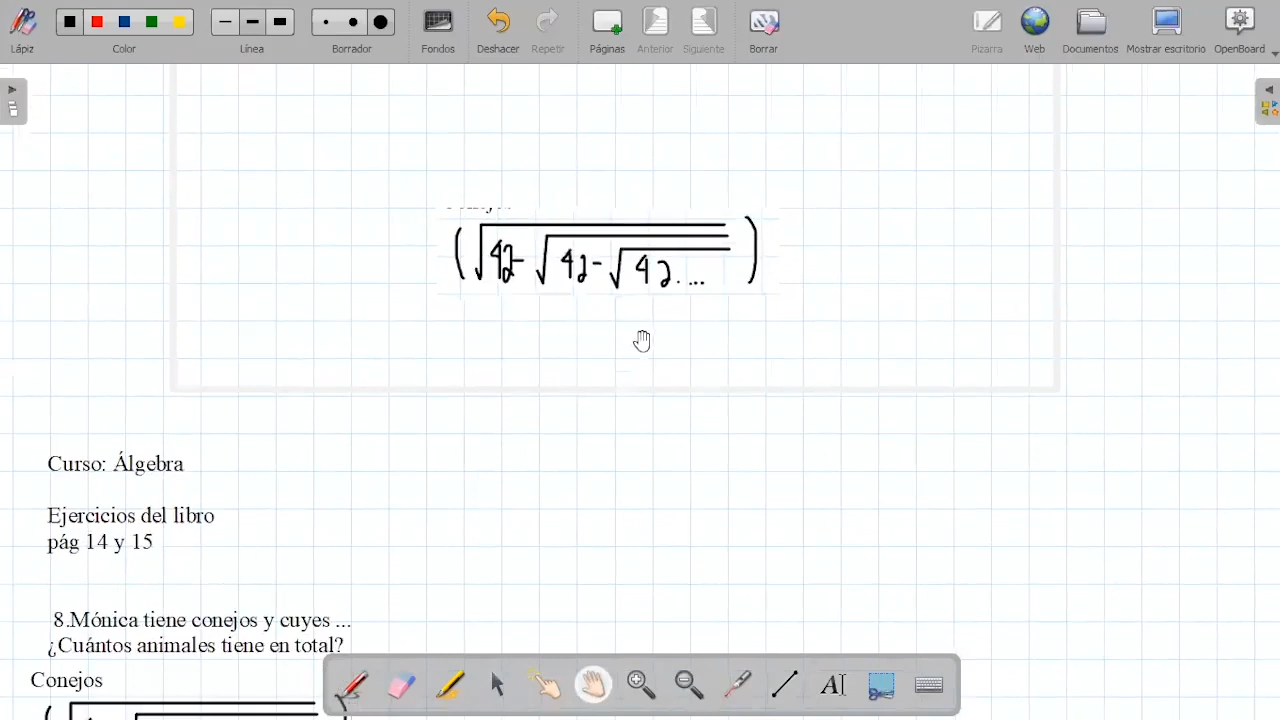 Lápiz Color Línea Borrador Fondos Deshacer Repetir Páginas Anterior Siguiente Borrar Pizarra Web Documentos Mostrar escritorio OpenBoard
(√42-√42-√42....)
Curso: Álgebra
Ejercicios del libro
pág 14 y 15
8.Mónica tiene conejos y cuyes ...
¿Cuántos animales tiene en total?
Conejos